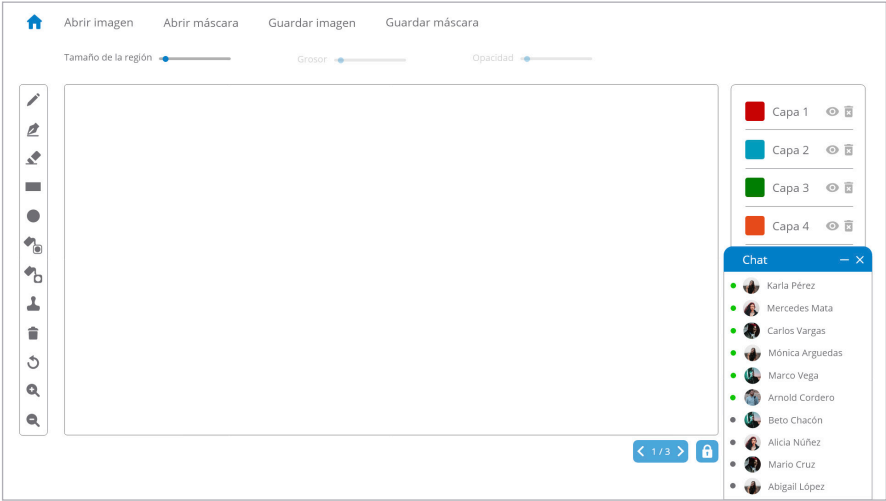 Abrir imagen Abrir máscara Guardar imagen Guardar máscara
Tamaño de la región Grosor Opacidad
Capa 1
Capa 2
Capa 3
Capa 4
Chat
Karla Pérez
Mercedes Mata
Carlos Vargas
Mónica Arguedas
Marco Vega
Arnold Cordero
Beto Chacón
Alicia Núñez
Mario Cruz
Abigail López
1 / 3